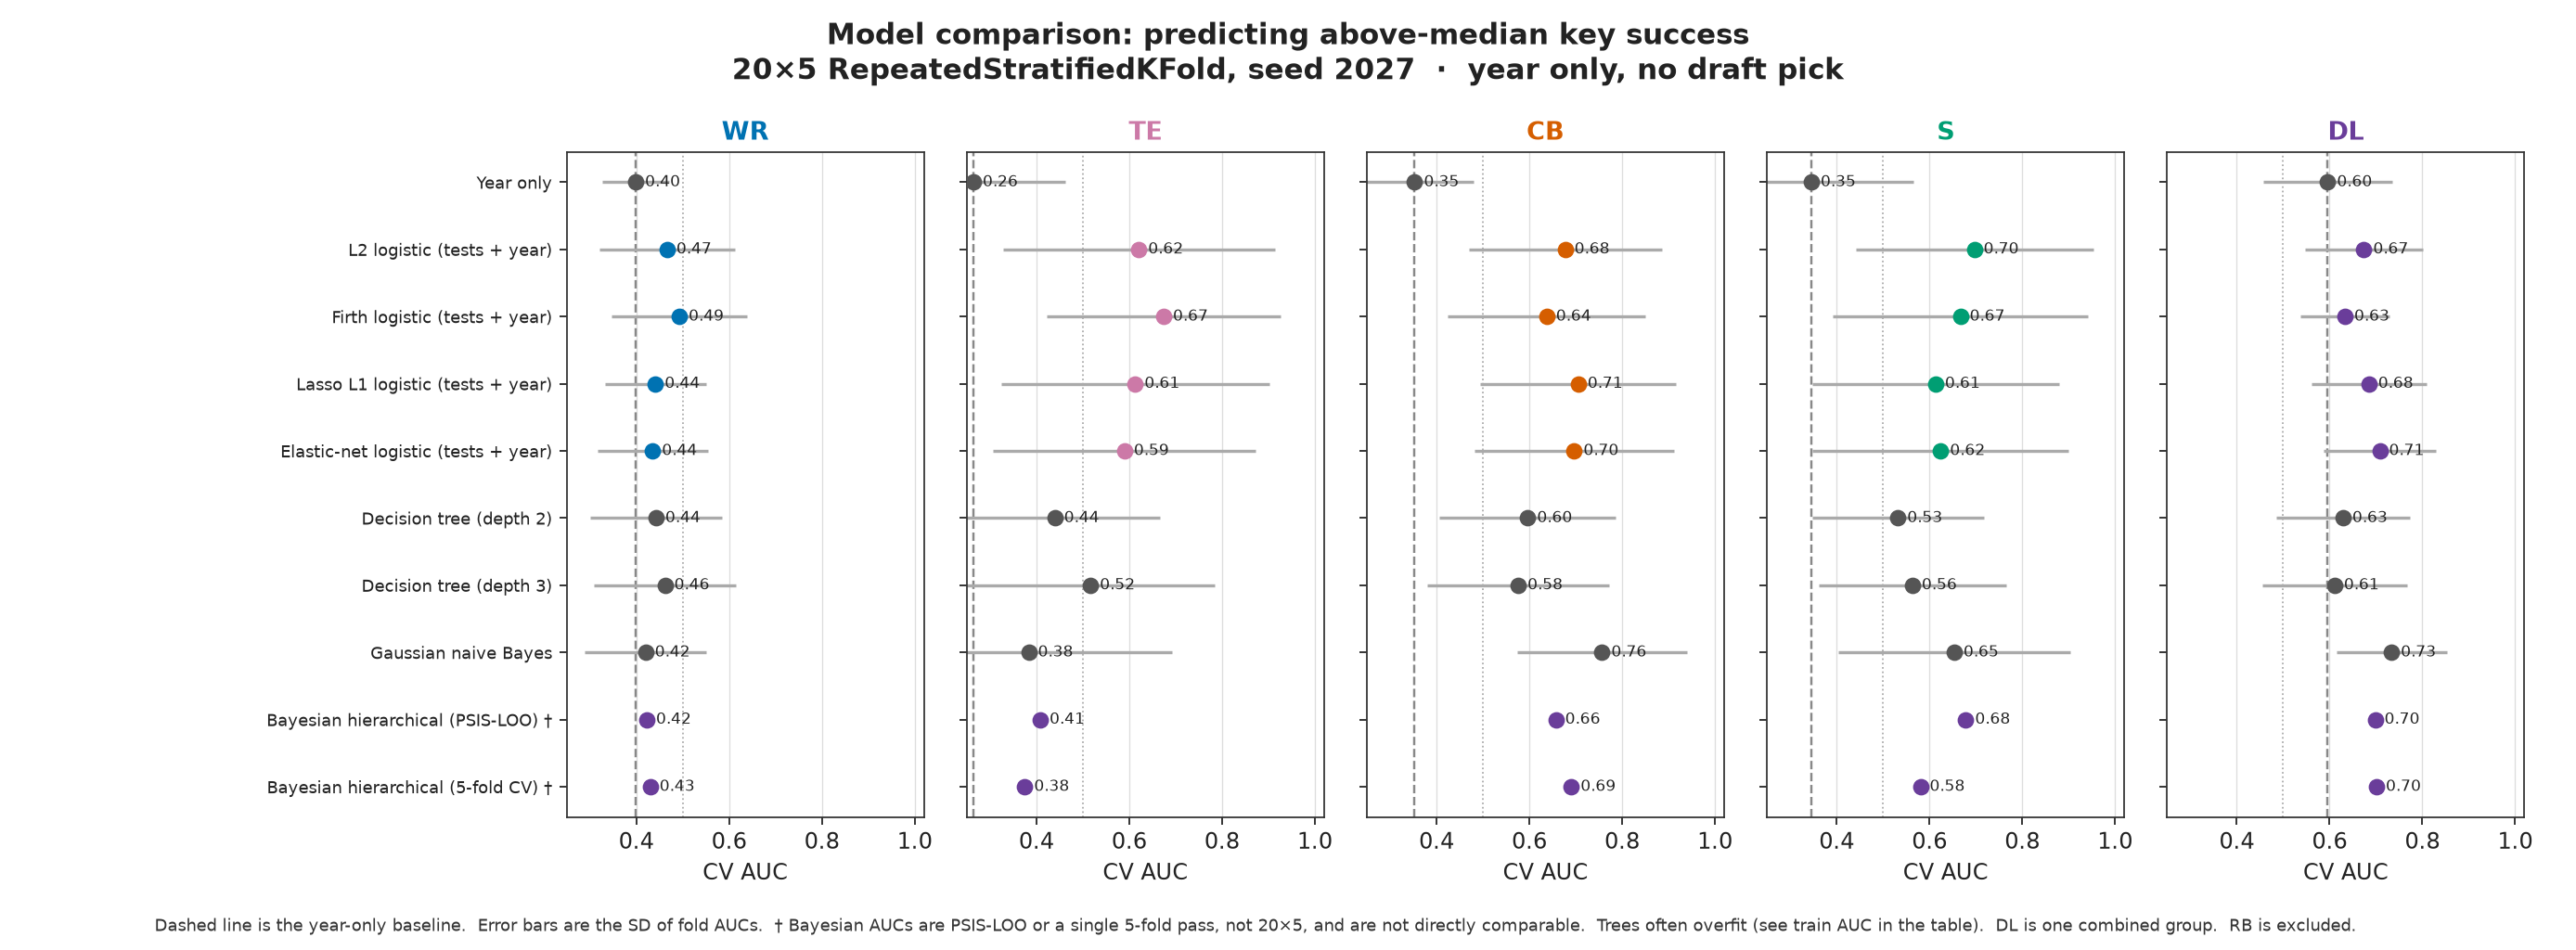 Model comparison: predicting above-median key success
20×5 RepeatedStratifiedKFold, seed 2027 · year only, no draft pick
WR TE CB S DL
Year only 0.40 0.26 0.35 0.35 0.60
L2 logistic (tests + year) 0.47 0.62 0.68 0.70 0.67
Firth logistic (tests + year) 0.49 0.67 0.64 0.67 0.63
Lasso L1 logistic (tests + year) 0.44 0.61 0.71 0.61 0.68
Elastic-net logistic (tests + year) 0.44 0.59 0.70 0.62 0.71
Decision tree (depth 2) 0.44 0.44 0.60 0.53 0.63
Decision tree (depth 3) 0.46 0.52 0.58 0.56 0.61
Gaussian naive Bayes 0.42 0.38 0.76 0.65 0.73
Bayesian hierarchical (PSIS-LOO) † 0.42 0.41 0.66 0.68 0.70
Bayesian hierarchical (5-fold CV) † 0.43 0.38 0.69 0.58 0.70
0.4 0.6 0.8 1.0 0.4 0.6 0.8 1.0 0.4 0.6 0.8 1.0 0.4 0.6 0.8 1.0 0.4 0.6 0.8 1.0
CV AUC CV AUC CV AUC CV AUC CV AUC
Dashed line is the year-only baseline. Error bars are the SD of fold AUCs. † Bayesian AUCs are PSIS-LOO or a single 5-fold pass, not 20×5, and are not directly comparable. Trees often overfit (see train AUC in the table). DL is one combined group. RB is excluded.